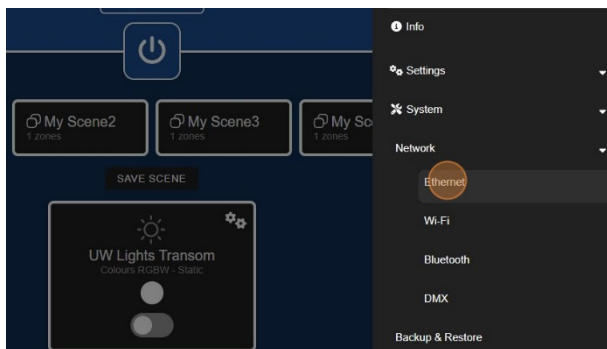 My Scene2
1 zones
My Scene3
1 zones
My Sc
1 zones
SAVE SCENE
UW Lights Transom
Colours RGBW - Static
Info
Settings
System
Network
Ethernet
Wi-Fi
Bluetooth
DMX
Backup & Restore